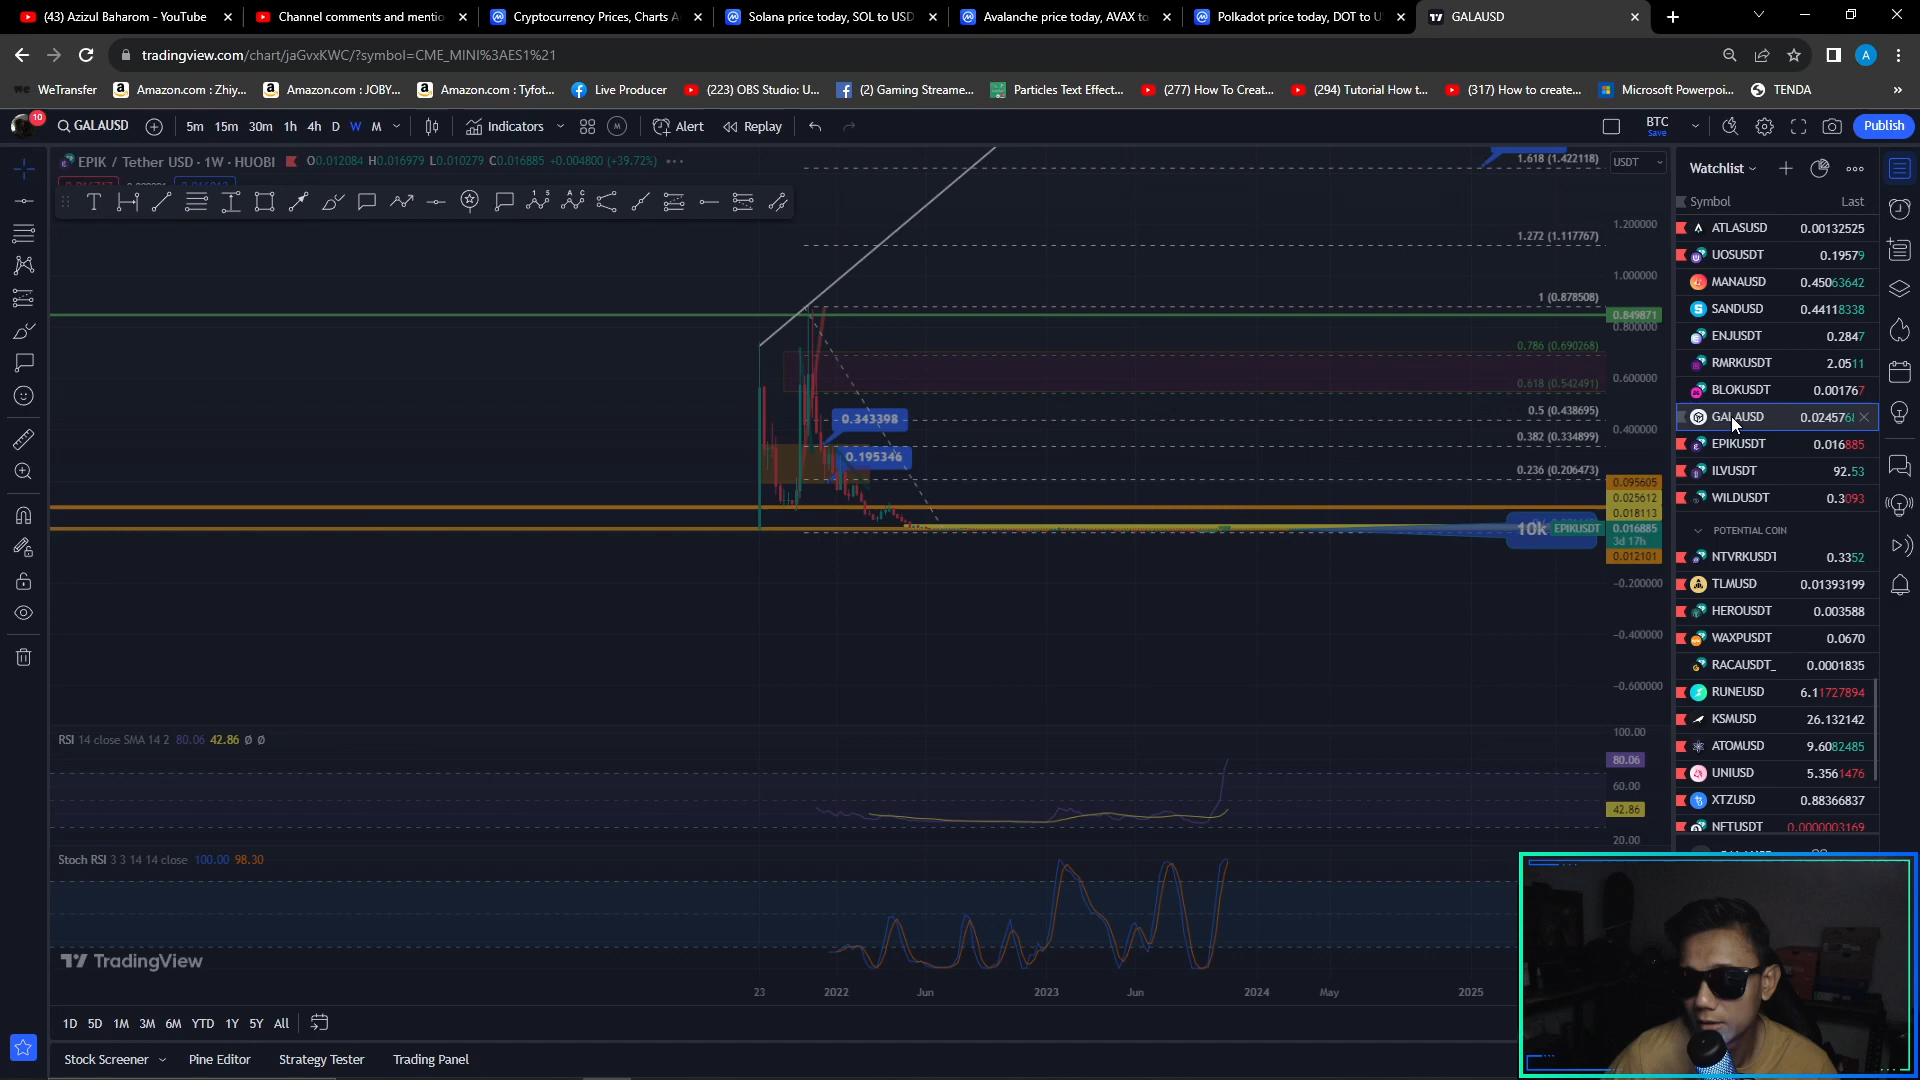 (43) Azizul Baharom - YouTube
Channel comments and mentio
Cryptocurrency Prices, Charts A
Solana price today, SOL to USD
Avalanche price today, AVAX to
Polkadot price today, DOT to U
GALAUSD
tradingview.com/chart/jaGvxKWC/?symbol=CME_MINI%3AES1%21
A
WeTransfer
Amazon.com : Zhiy...
Amazon.com : JOBY...
Amazon.com : Tyfot...
Live Producer
(223) OBS Studio: U...
(2) Gaming Streame...
Particles Text Effect...
(277) How To Creat...
(294) Tutorial How t...
(317) How to create...
Microsoft Powerpoi...
TENDA
10
GALAUSD
5m 15m 30m 1h 4h D W M
Indicators
Alert
Replay
BTC
Save
Publish
EPIK / Tether USD · 1W · HUOBI
O0.012084 H0.016979 L0.010279 C0.016885 +0.004800 (+39.72%)
USDT
1.618 (1.422118)
1.272 (1.117767)
1 (0.878508)
0.786 (0.690268)
0.618 (0.542491)
0.5 (0.438695)
0.382 (0.334899)
0.236 (0.206473)
0.343398
0.195346
10k
EPIKUSDT
1.200000
1.000000
0.849871
0.800000
0.600000
0.400000
0.095605
0.025612
0.018113
0.016885
3d 17h
0.012101
−0.200000
−0.400000
−0.600000
RSI 14 close SMA 14 2 80.06 42.86 Ø Ø
100.00
80.06
60.00
42.86
20.00
Stoch RSI 3 3 14 14 close 100.00 98.30
TradingView
23 2022 Jun 2023 Jun 2024 May 2025
1D 5D 1M 3M 6M YTD 1Y 5Y All
Stock Screener
Pine Editor
Strategy Tester
Trading Panel
Watchlist
Symbol Last
ATLASUSD 0.00132525
UOSUSDT 0.19579
MANAUSD 0.45063642
SANDUSD 0.44118338
ENJUSDT 0.2847
RMRKUSDT 2.0511
BLOKUSDT 0.001767
GALAUSD 0.024576
EPIKUSDT 0.016885
ILVUSDT 92.53
WILDUSDT 0.3093
POTENTIAL COIN
NTVRKUSDT 0.3352
TLMUSD 0.01393199
HEROUSDT 0.003588
WAXPUSDT 0.0670
RACAUSDT_ 0.0001835
RUNEUSD 6.11727894
KSMUSD 26.132142
ATOMUSD 9.6082485
UNIUSD 5.3561476
XTZUSD 0.88366837
NFTUSDT 0.0000003169